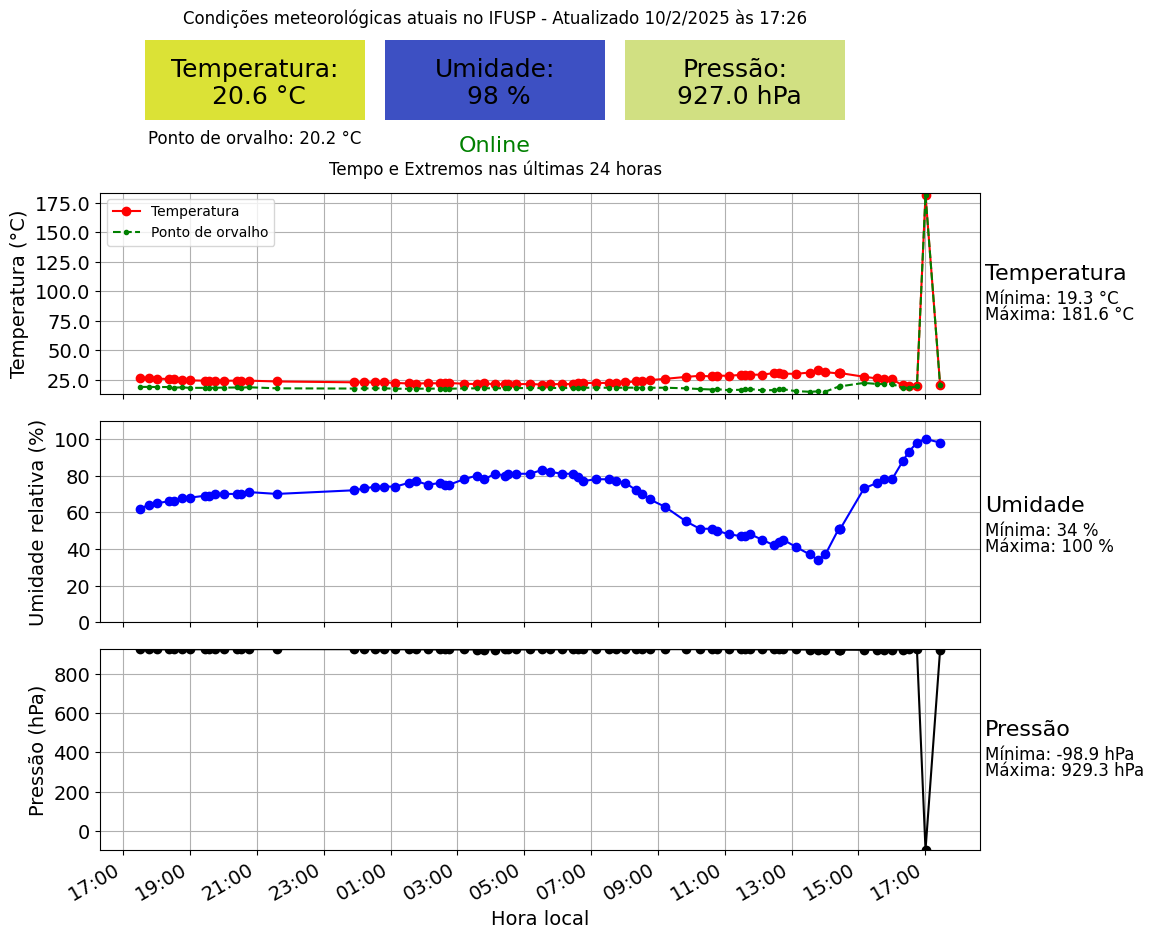 Condições meteorológicas atuais no IFUSP - Atualizado 10/2/2025 às 17:26
Temperatura:
20.6 °C
Umidade:
98 %
Pressão:
927.0 hPa
Ponto de orvalho: 20.2 °C
Online
Tempo e Extremos nas últimas 24 horas
Temperatura (°C)
175.0
150.0
125.0
100.0
75.0
50.0
25.0
Temperatura
Ponto de orvalho
Temperatura
Mínima: 19.3 °C
Máxima: 181.6 °C
Umidade relativa (%)
100
80
60
40
20
0
Umidade
Mínima: 34 %
Máxima: 100 %
Pressão (hPa)
800
600
400
200
0
Pressão
Mínima: -98.9 hPa
Máxima: 929.3 hPa
17:00
19:00
21:00
23:00
01:00
03:00
05:00
07:00
09:00
11:00
13:00
15:00
17:00
Hora local